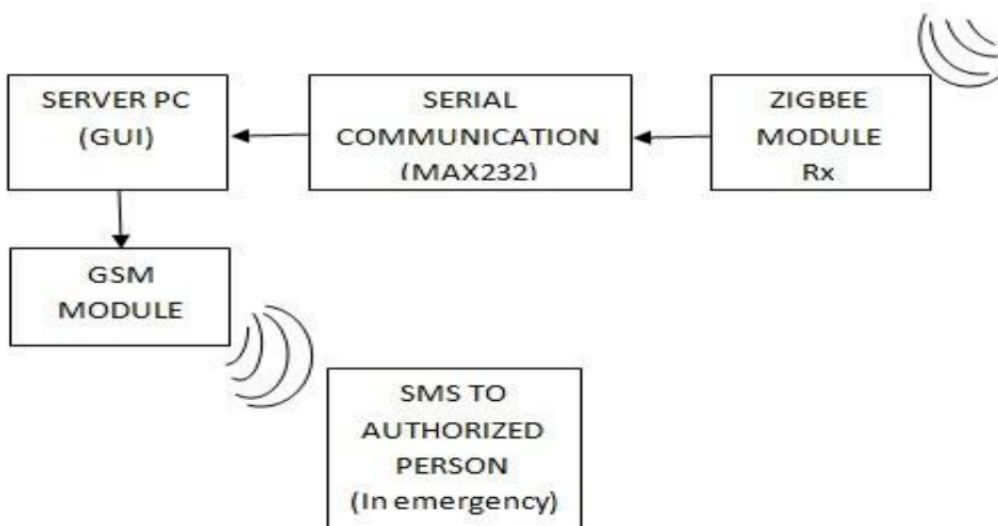 SERVER PC
(GUI)
SERIAL
COMMUNICATION
(MAX232)
ZIGBEE
MODULE
Rx
GSM
MODULE
SMS TO
AUTHORIZED
PERSON
(In emergency)